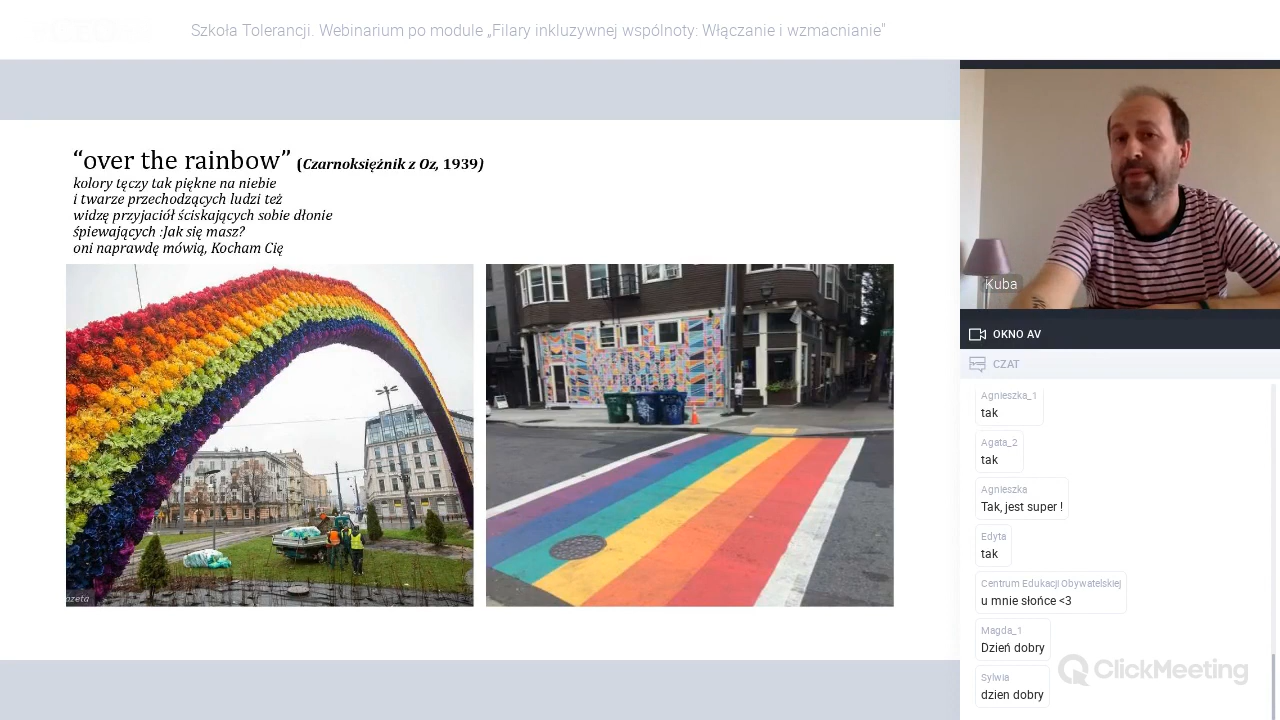 Szkoła Tolerancji. Webinarium po module „Filary inkluzywnej wspólnoty: Włączanie i wzmacnianie"
“over the rainbow” (Czarnoksiężnik z Oz, 1939)
kolory tęczy tak piękne na niebie
i twarze przechodzących ludzi też
widzę przyjaciół ściskających sobie dłonie
śpiewających :Jak się masz?
oni naprawdę mówią, Kocham Cię
azeta
Kuba
OKNO AV
CZAT
Agnieszka_1
tak
Agata_2
tak
Agnieszka
Tak, jest super !
Edyta
tak
Centrum Edukacji Obywatelskiej
u mnie słońce <3
Magda_1
Dzień dobry
Sylwia
dzien dobry
ClickMeeting